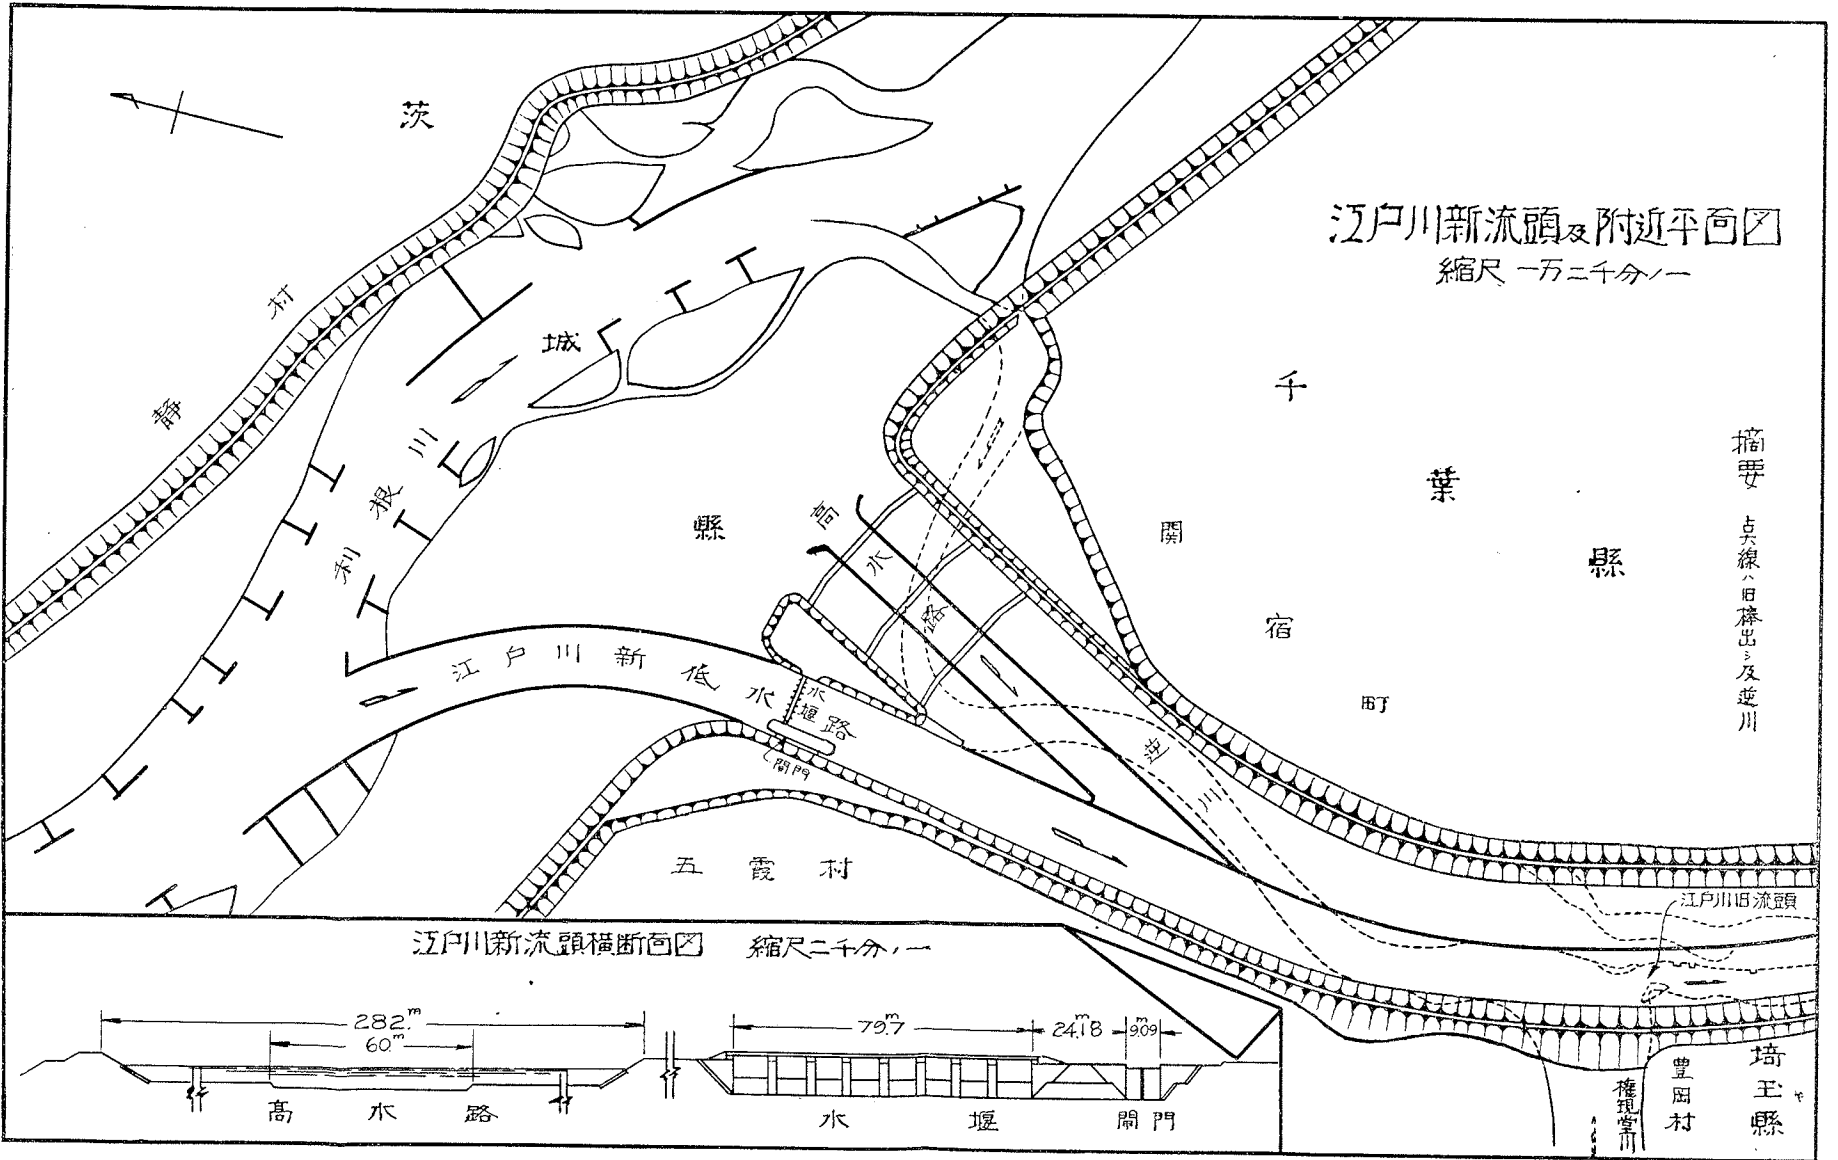 江戸川新流頭及附近平面図
縮尺 一万二千分ノ一
茨
城
縣
静
村
利根川
千
葉
縣
関
宿
町
摘要 点線ハ旧棒出シ及逆川
高水路
江戸川新低水路
水堰
閘門
逆川
五霞村
江戸川旧流頭
権現堂川
豊岡村
埼玉縣
江戸川新流頭横断面図 縮尺二千分ノ一
282.m
60.m
79.7m
24.18m
9.09m
高水路
水堰
閘門